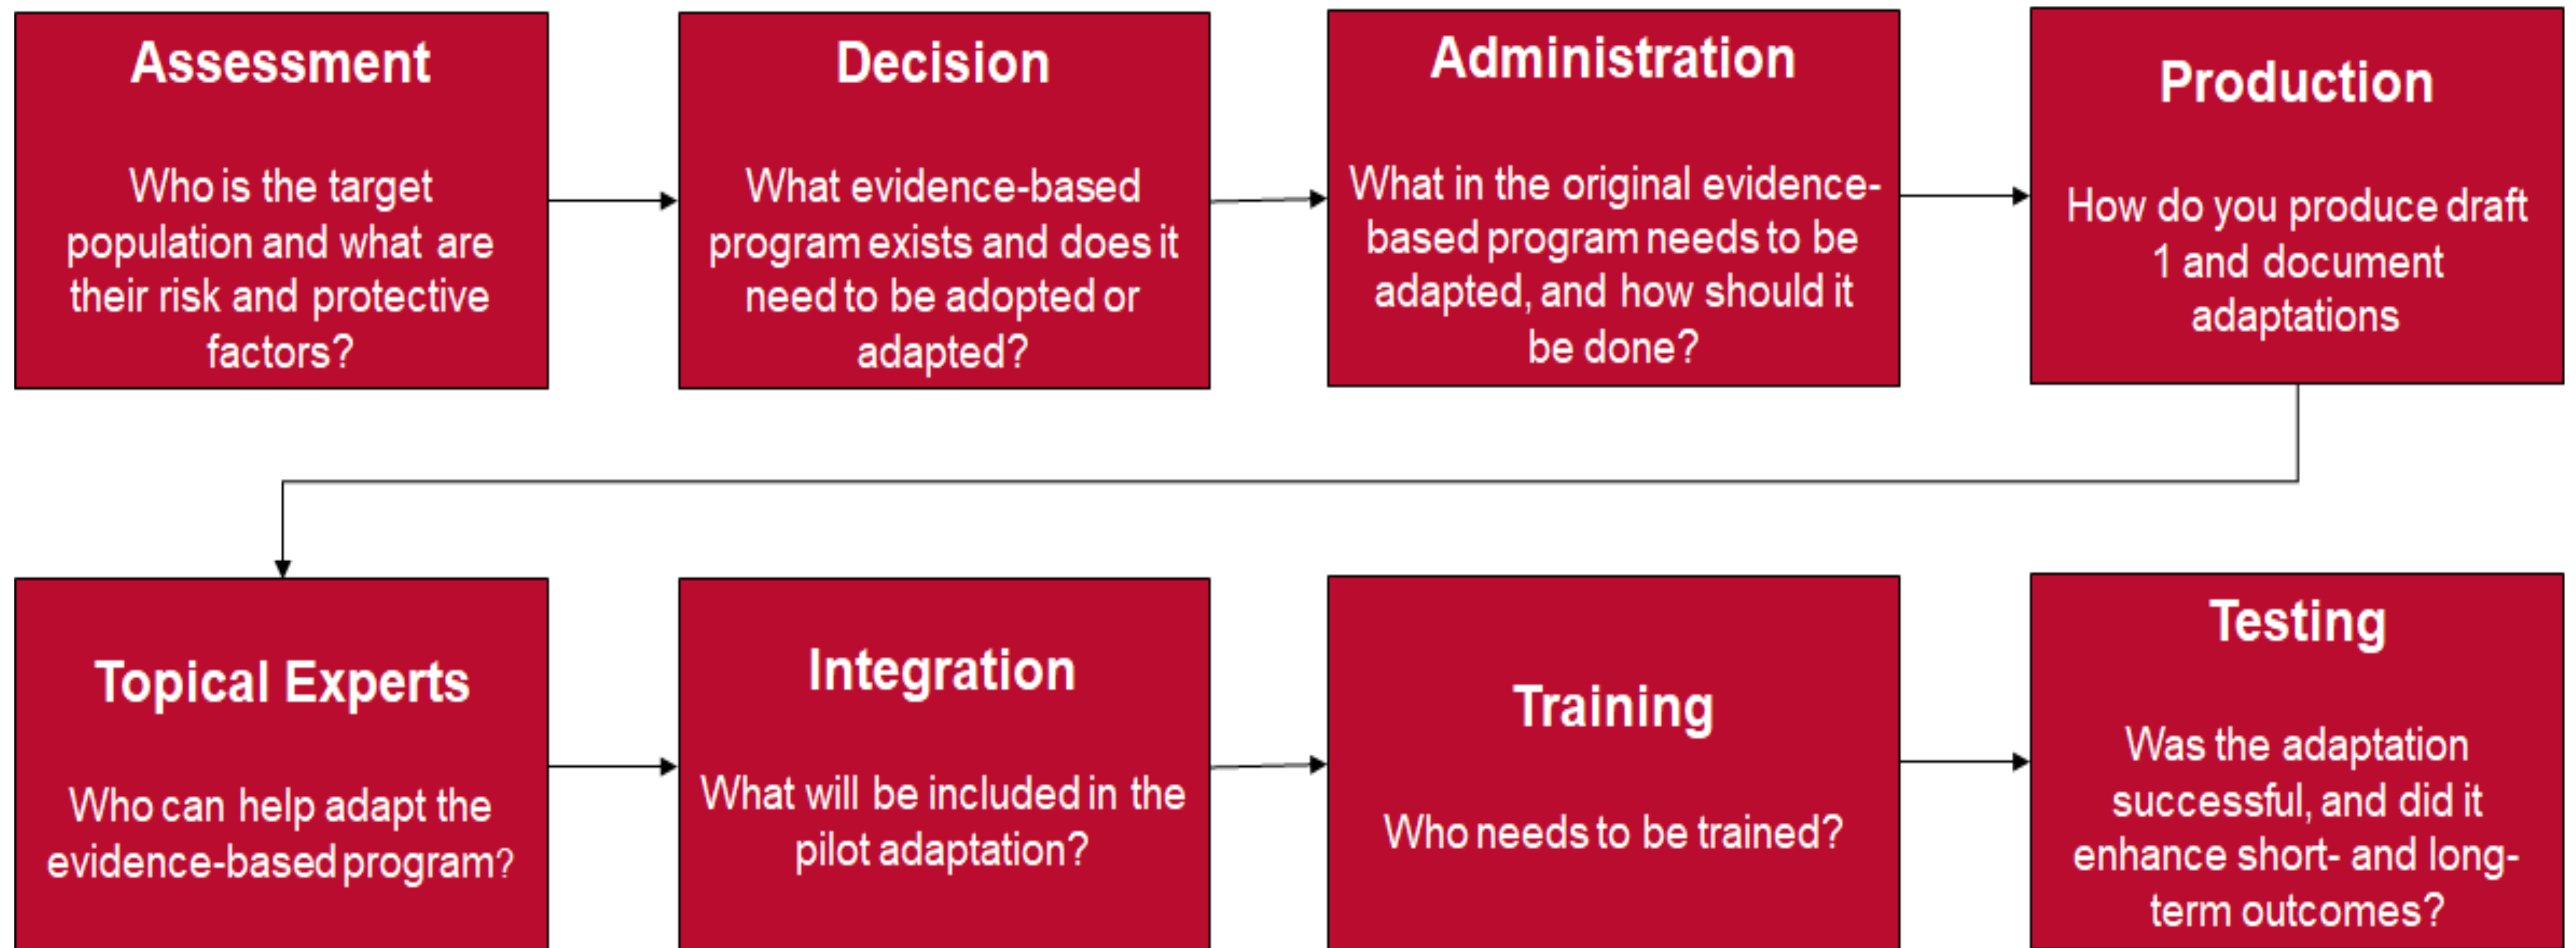 Assessment
Who is the target
population and what are
their risk and protective
factors?
Decision
What evidence-based
program exists and does it
need to be adopted or
adapted?
Administration
What in the original evidence-
based program needs to be
adapted, and how should it
be done?
Production
How do you produce draft
1 and document
adaptations
Topical Experts
Who can help adapt the
evidence-based program?
Integration
What will be included in the
pilot adaptation?
Training
Who needs to be trained?
Testing
Was the adaptation
successful, and did it
enhance short- and long-
term outcomes?